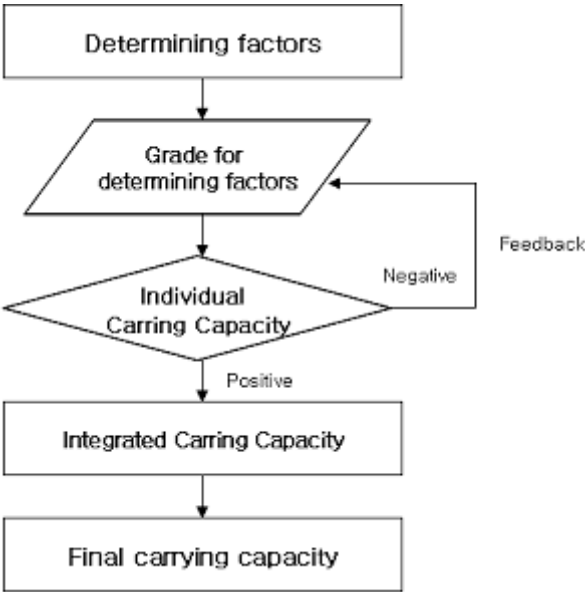 Determining factors
Grade for
determining factors
Feedback
Negative
Individual
Carring Capacity
Positive
Integrated Carring Capacity
Final carrying capacity